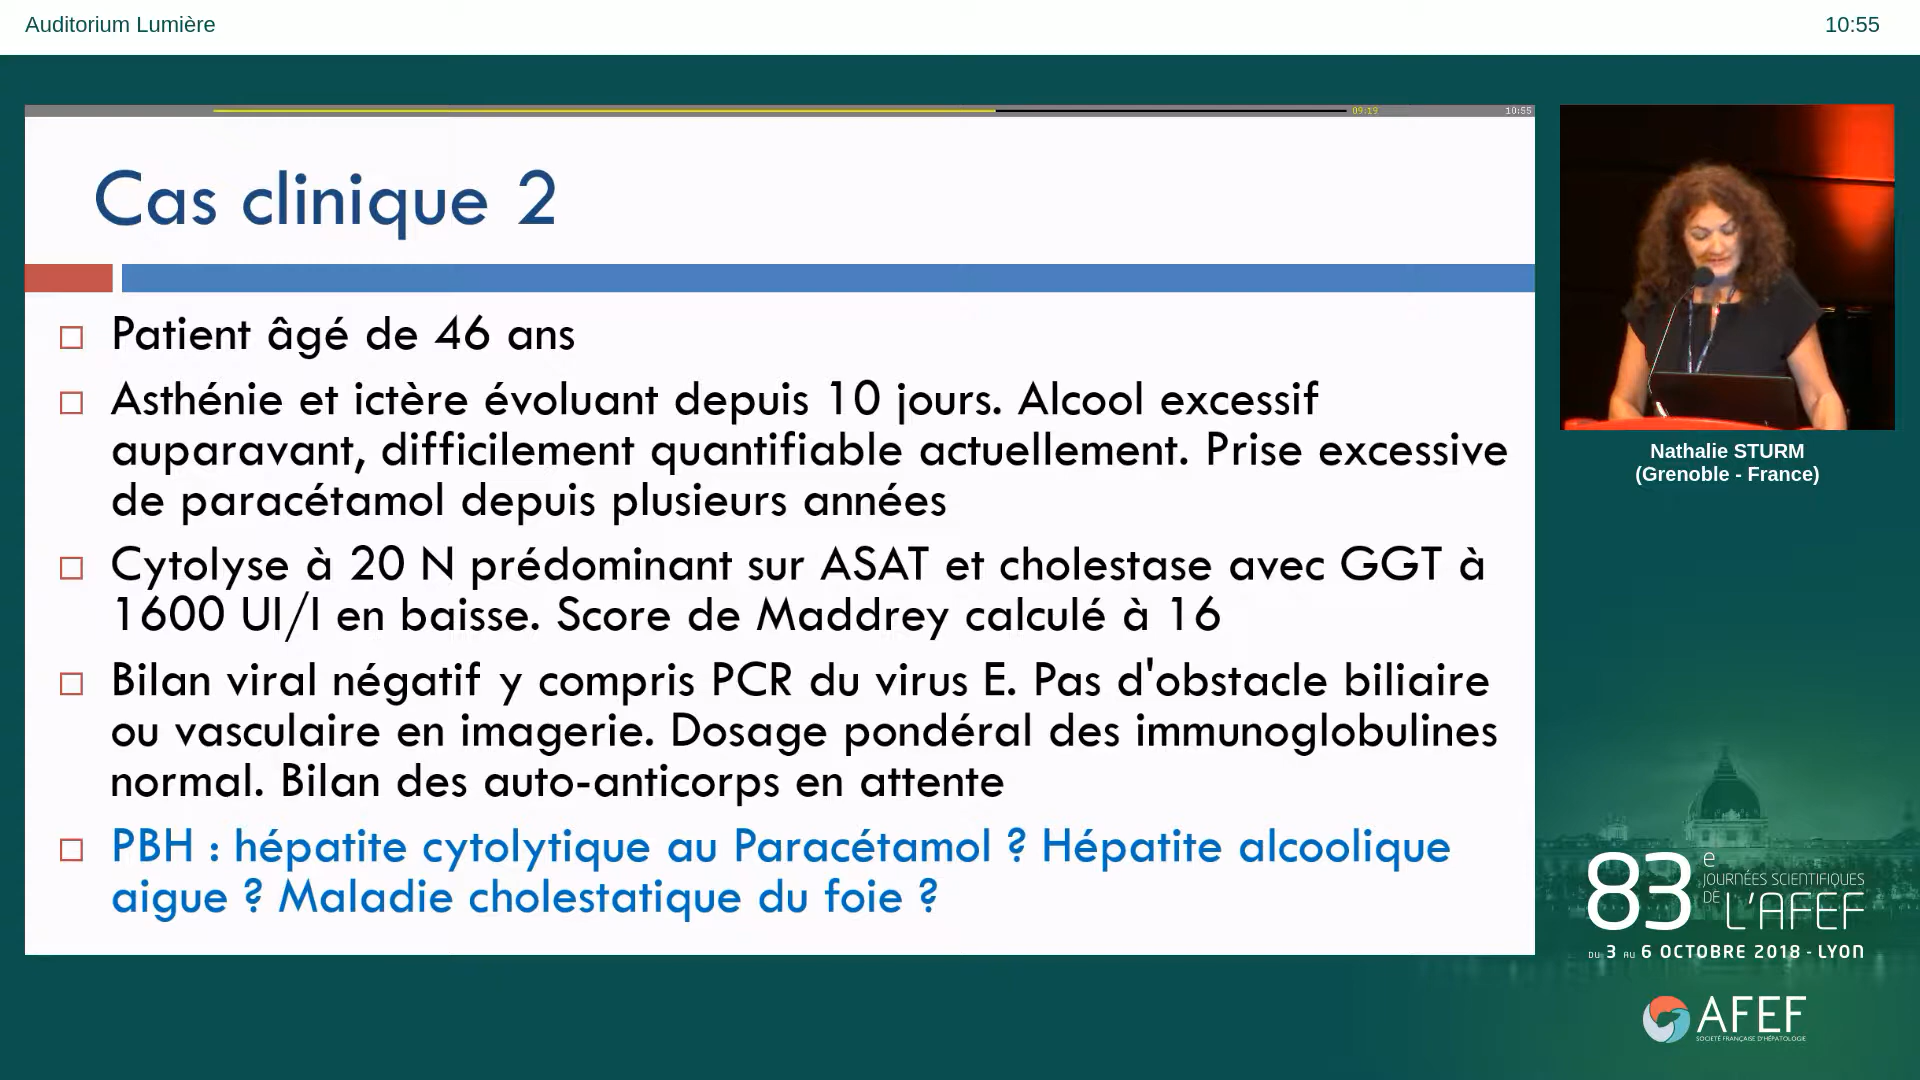 Auditorium Lumière
10:55
09:19
10:55
Cas clinique 2
Patient âgé de 46 ans
Asthénie et ictère évoluant depuis 10 jours. Alcool excessif
auparavant, difficilement quantifiable actuellement. Prise excessive
de paracétamol depuis plusieurs années
Cytolyse à 20 N prédominant sur ASAT et cholestase avec GGT à
1600 UI/l en baisse. Score de Maddrey calculé à 16
Bilan viral négatif y compris PCR du virus E. Pas d'obstacle biliaire
ou vasculaire en imagerie. Dosage pondéral des immunoglobulines
normal. Bilan des auto-anticorps en attente
PBH : hépatite cytolytique au Paracétamol ? Hépatite alcoolique
aigue ? Maladie cholestatique du foie ?
Nathalie STURM
(Grenoble - France)
83e
JOURNÉES SCIENTIFIQUES
DE L'AFEF
DU 3 AU 6 OCTOBRE 2018 - LYON
AFEF
SOCIÉTÉ FRANÇAISE D'HÉPATOLOGIE